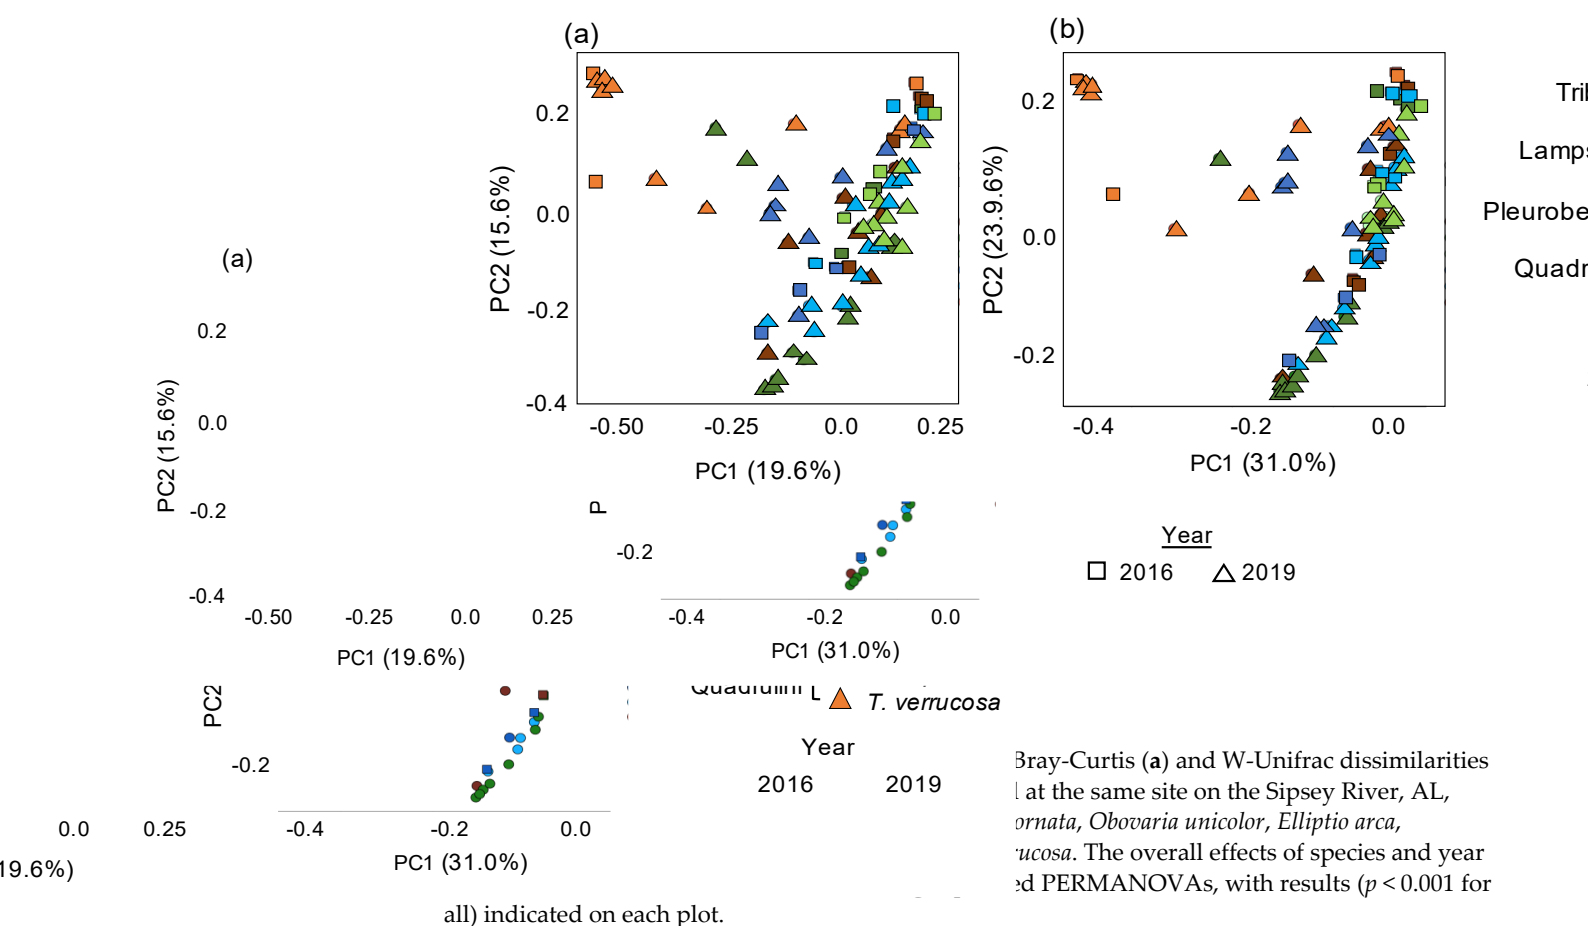 (a)
(b)
0.2
0.0
-0.2
-0.4
PC2 (15.6%)
-0.50 -0.25 0.0 0.25
PC1 (19.6%)
0.2
0.0
-0.2
PC2 (23.9.6%)
-0.4 -0.2 0.0
PC1 (31.0%)
Trib
Lamps
Pleurobe
Quadr
Year
2016 2019
(a)
0.2
0.0
-0.2
-0.4
PC2 (15.6%)
-0.50 -0.25 0.0 0.25
PC1 (19.6%)
P
-0.2
-0.4 -0.2 0.0
PC1 (31.0%)
Quadrulini
T. verrucosa
Year
2016 2019
PC2
-0.2
-0.4 -0.2 0.0
PC1 (31.0%)
0.0 0.25
19.6%)
Bray-Curtis (a) and W-Unifrac dissimilarities
at the same site on the Sipsey River, AL,
ornata, Obovaria unicolor, Elliptio arca,
rucosa. The overall effects of species and year
ed PERMANOVAs, with results (p < 0.001 for
all) indicated on each plot.